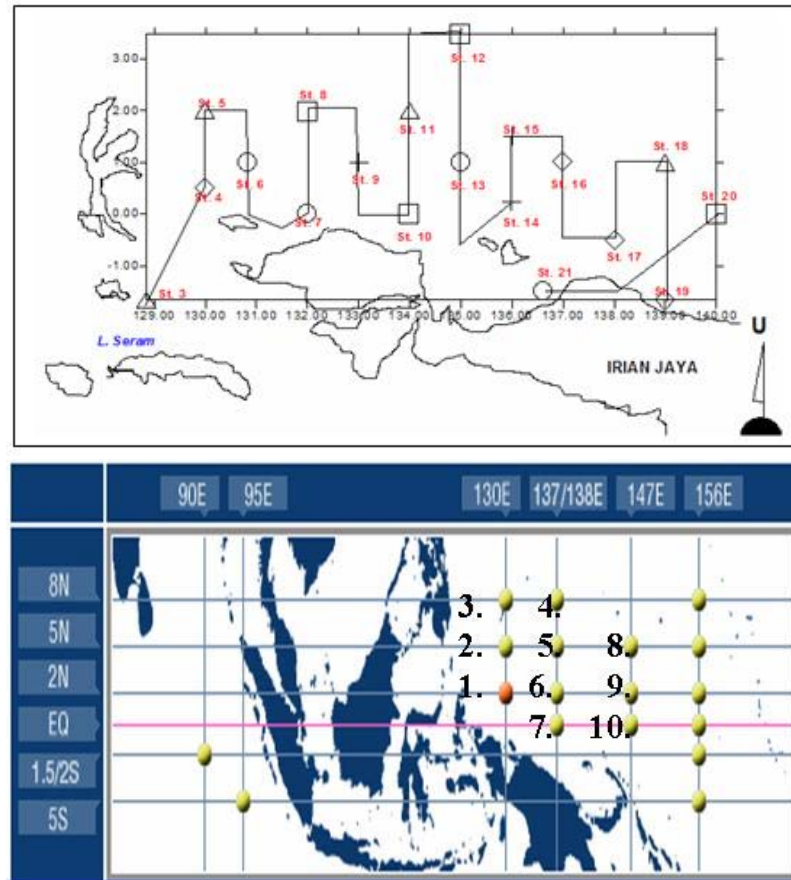 St. 12
3.00
St. 5
St. 8
2.00
St. 11
St. 15
St. 18
1.00
St. 6
St. 9
St. 13
St. 16
St. 4
St. 20
0.00
St. 7
St. 10
St. 14
St. 17
-1.00
St. 21
St. 3
St. 19
129.00 130.00 131.00 132.00 133.00 134.00 135.00 136.00 137.00 138.00 139.00 140.00
U
L. Seram
IRIAN JAYA
90E 95E 130E 137/138E 147E 156E
8N
3. 4.
5N
2. 5. 8.
2N
1. 6. 9.
EQ
7. 10.
1.5/2S
5S